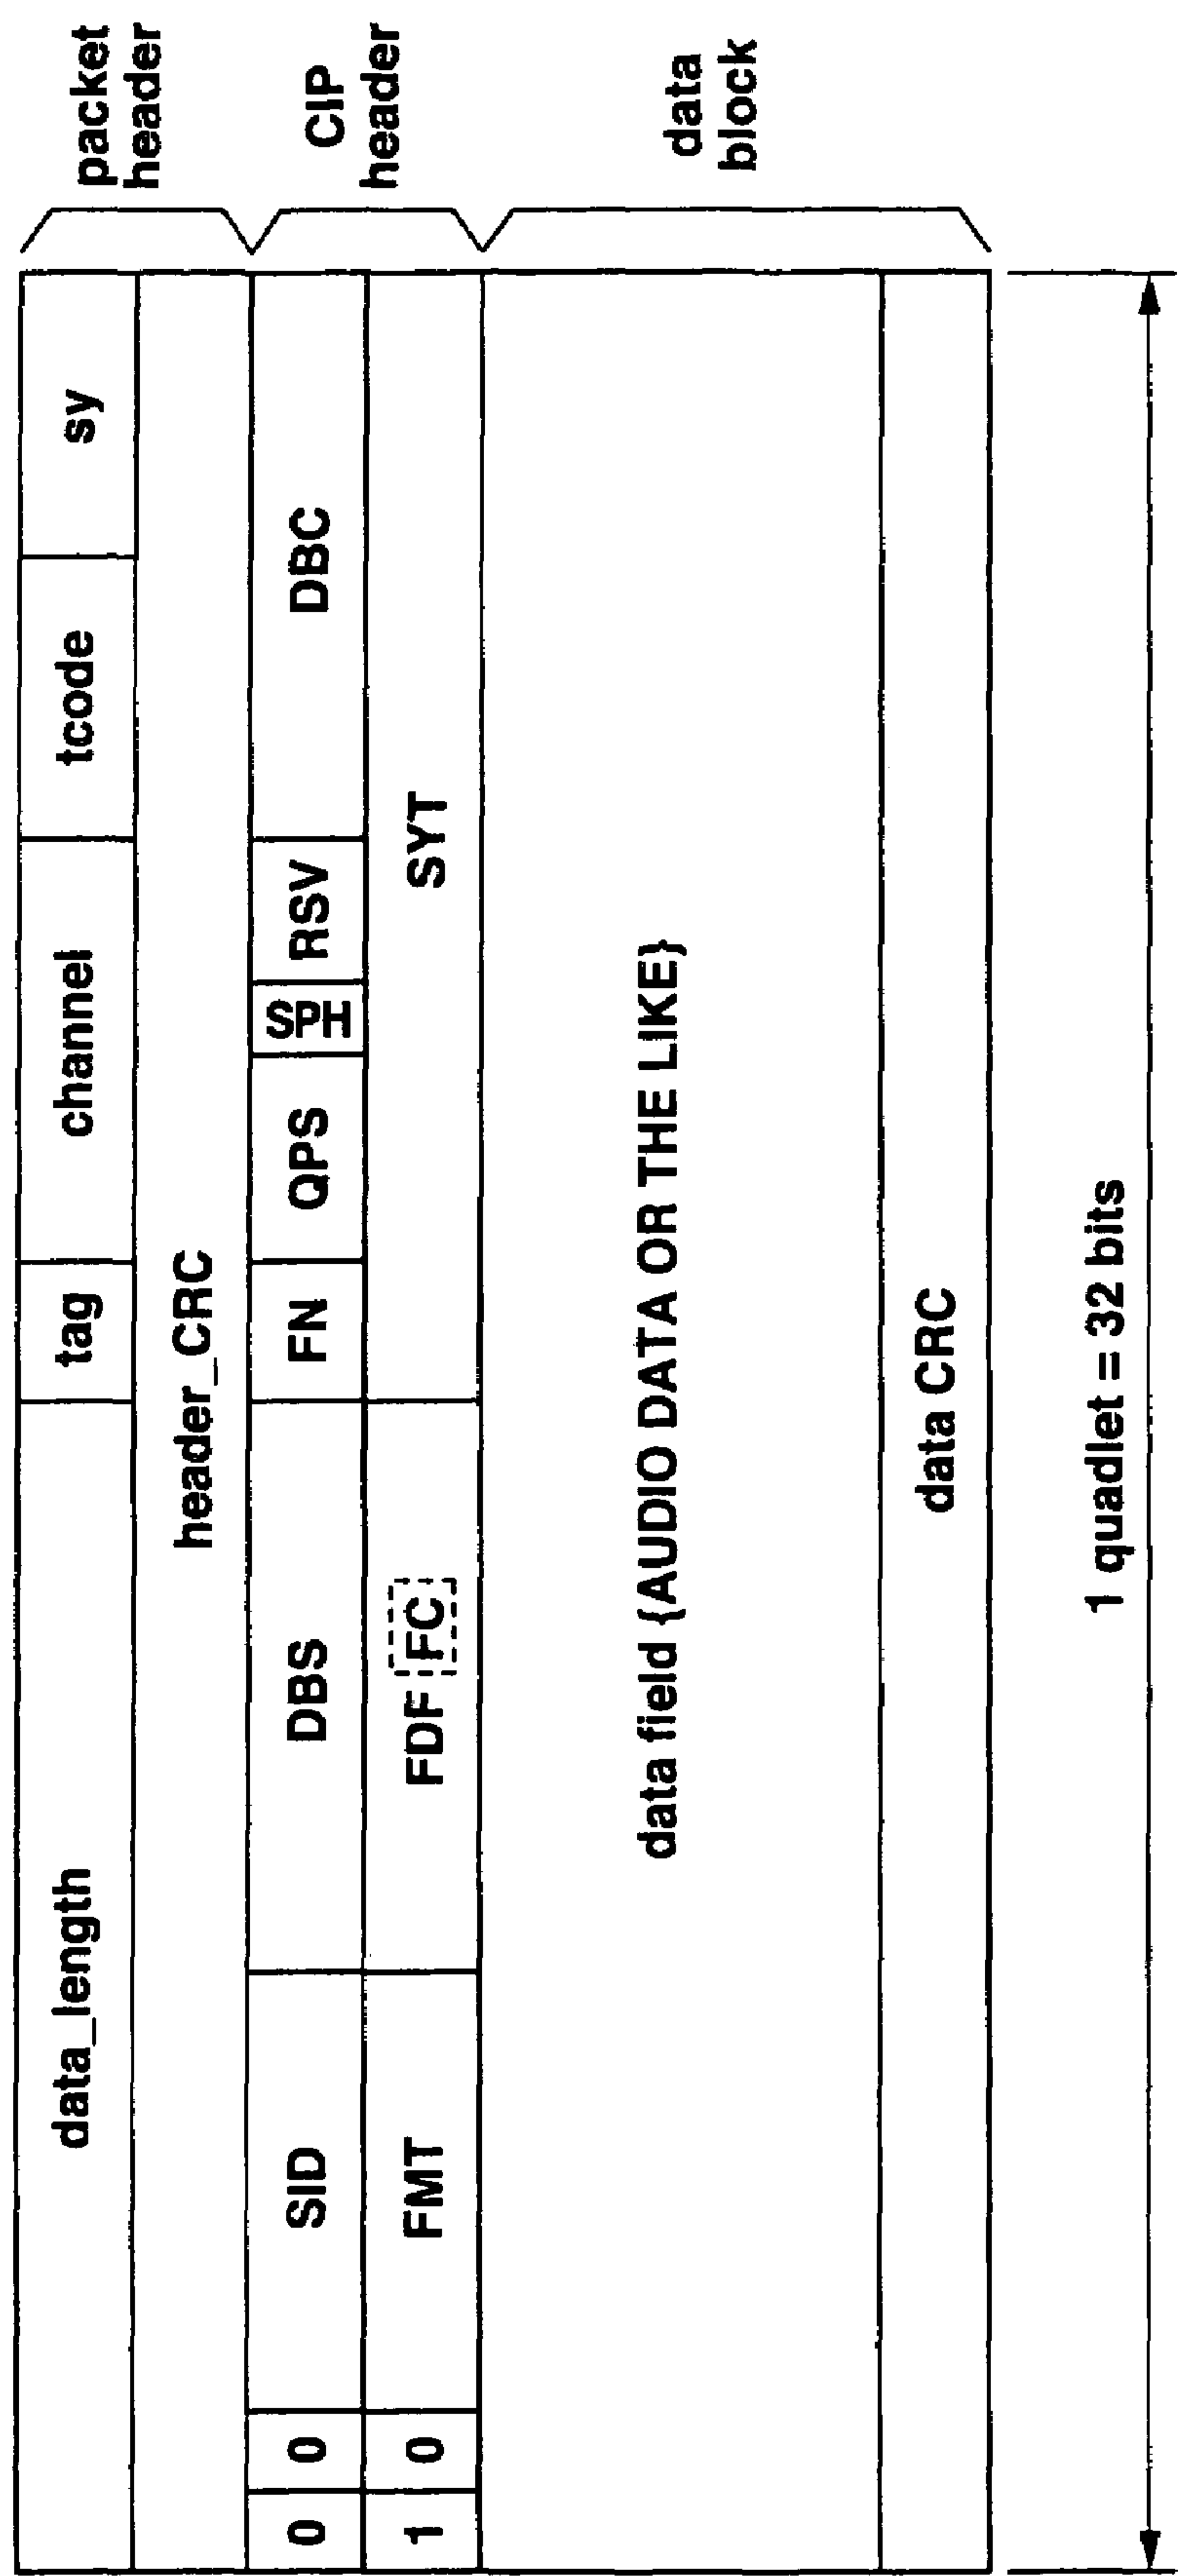 data_length tag channel tcode sy
packet
header
header_CRC
0 0 SID DBS FN QPS SPH RSV DBC
CIP
header
1 0 FMT FDF FC SYT
data field {AUDIO DATA OR THE LIKE}
data
block
data CRC
1 quadlet = 32 bits